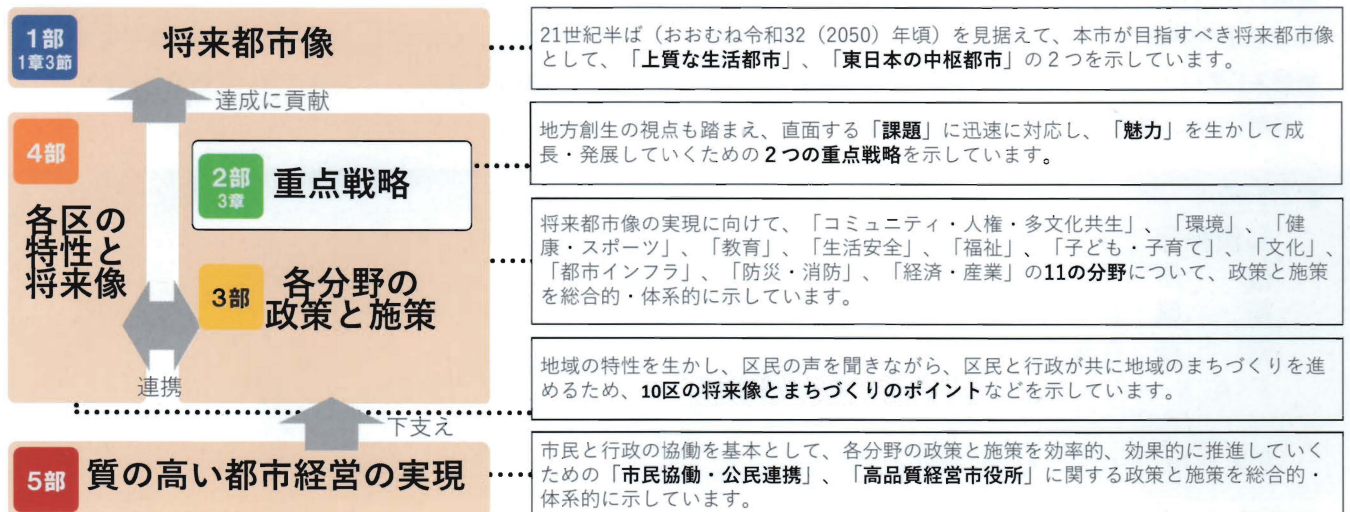 1部
1章3節
将来都市像
21世紀半ば（おおむね令和32（2050）年頃）を見据えて、本市が目指すべき将来都市像
として、「上質な生活都市」、「東日本の中枢都市」の２つを示しています。
達成に貢献
4部
各区の
特性と
将来像
2部
3章
重点戦略
地方創生の視点も踏まえ、直面する「課題」に迅速に対応し、「魅力」を生かして成
長・発展していくための２つの重点戦略を示しています。
3部
各分野の
政策と施策
将来都市像の実現に向けて、「コミュニティ・人権・多文化共生」、「環境」、「健
康・スポーツ」、「教育」、「生活安全」、「福祉」、「子ども・子育て」、「文化」、
「都市インフラ」、「防災・消防」、「経済・産業」の11の分野について、政策と施策
を総合的・体系的に示しています。
連携
地域の特性を生かし、区民の声を聞きながら、区民と行政が共に地域のまちづくりを進
めるため、10区の将来像とまちづくりのポイントなどを示しています。
下支え
5部
質の高い都市経営の実現
市民と行政の協働を基本として、各分野の政策と施策を効率的、効果的に推進していく
ための「市民協働・公民連携」、「高品質経営市役所」に関する政策と施策を総合的・
体系的に示しています。